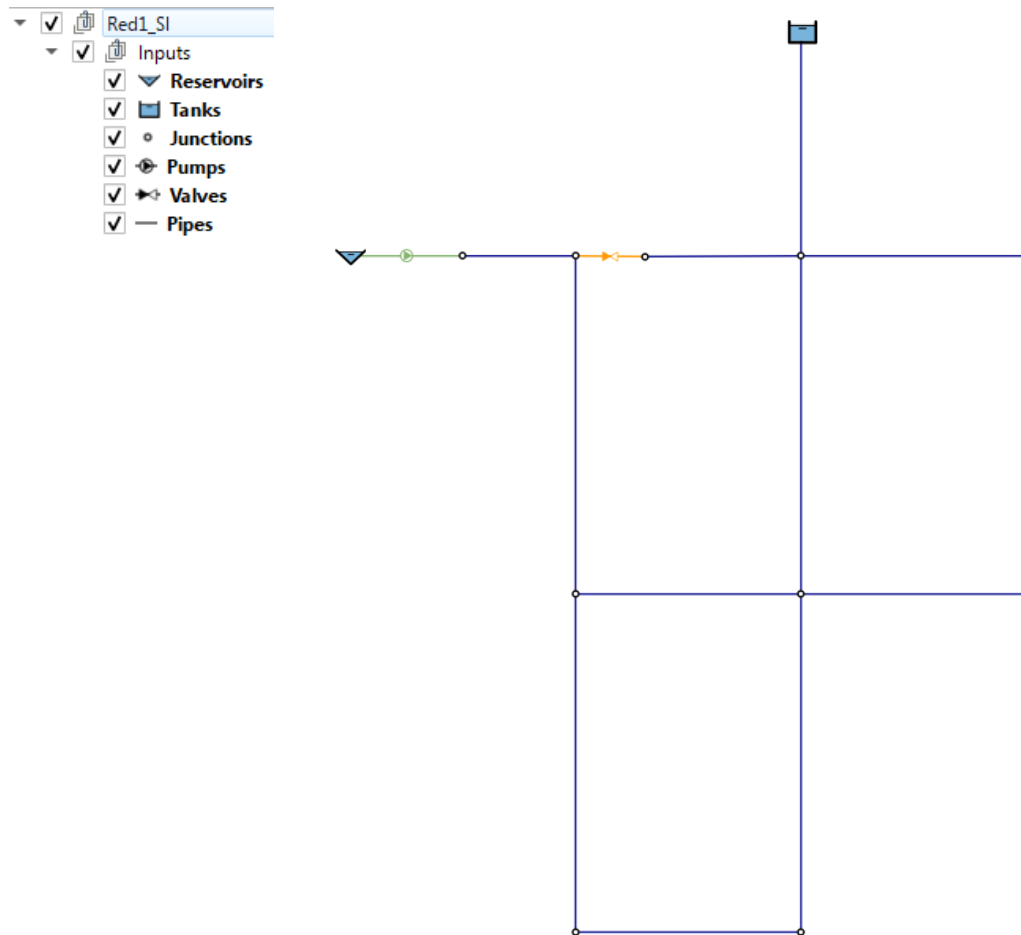 Red1_SI
Inputs
Reservoirs
Tanks
Junctions
Pumps
Valves
Pipes